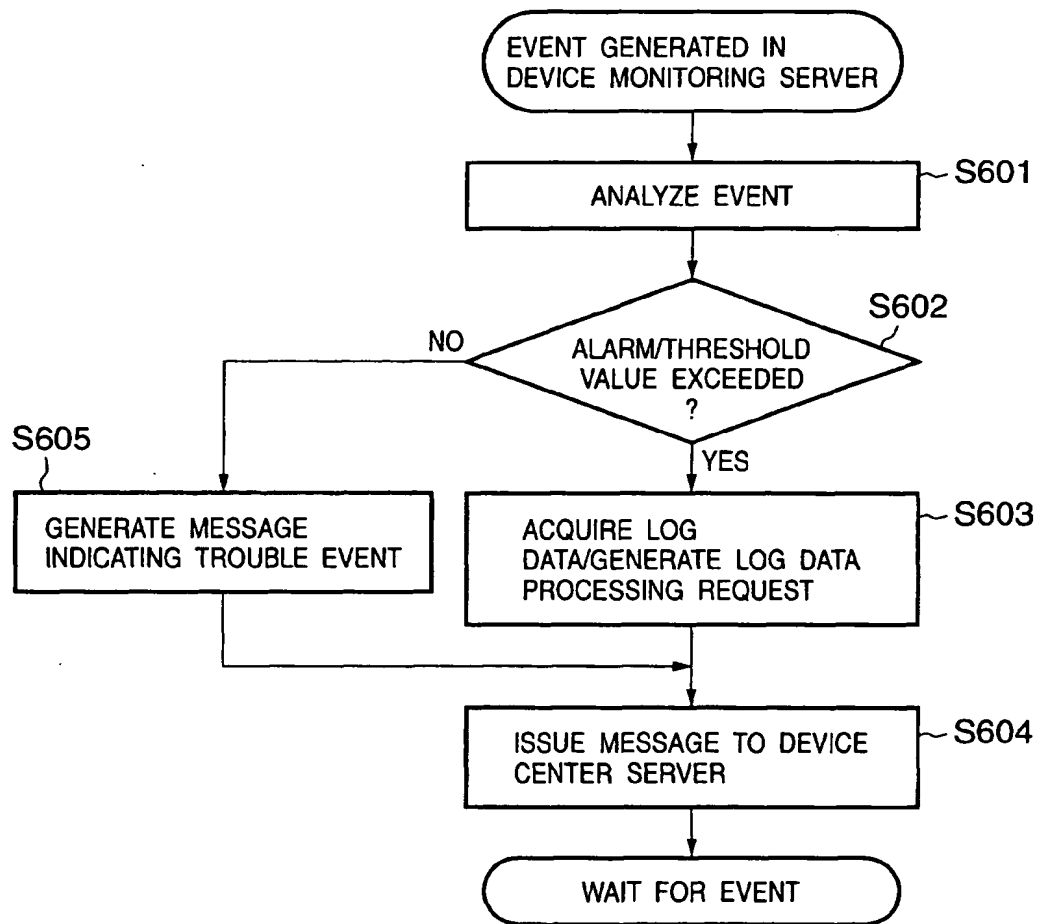 EVENT GENERATED IN
DEVICE MONITORING SERVER
S601
ANALYZE EVENT
S602
ALARM/THRESHOLD
VALUE EXCEEDED
?
NO
YES
S605
GENERATE MESSAGE
INDICATING TROUBLE EVENT
S603
ACQUIRE LOG
DATA/GENERATE LOG DATA
PROCESSING REQUEST
S604
ISSUE MESSAGE TO DEVICE
CENTER SERVER
WAIT FOR EVENT